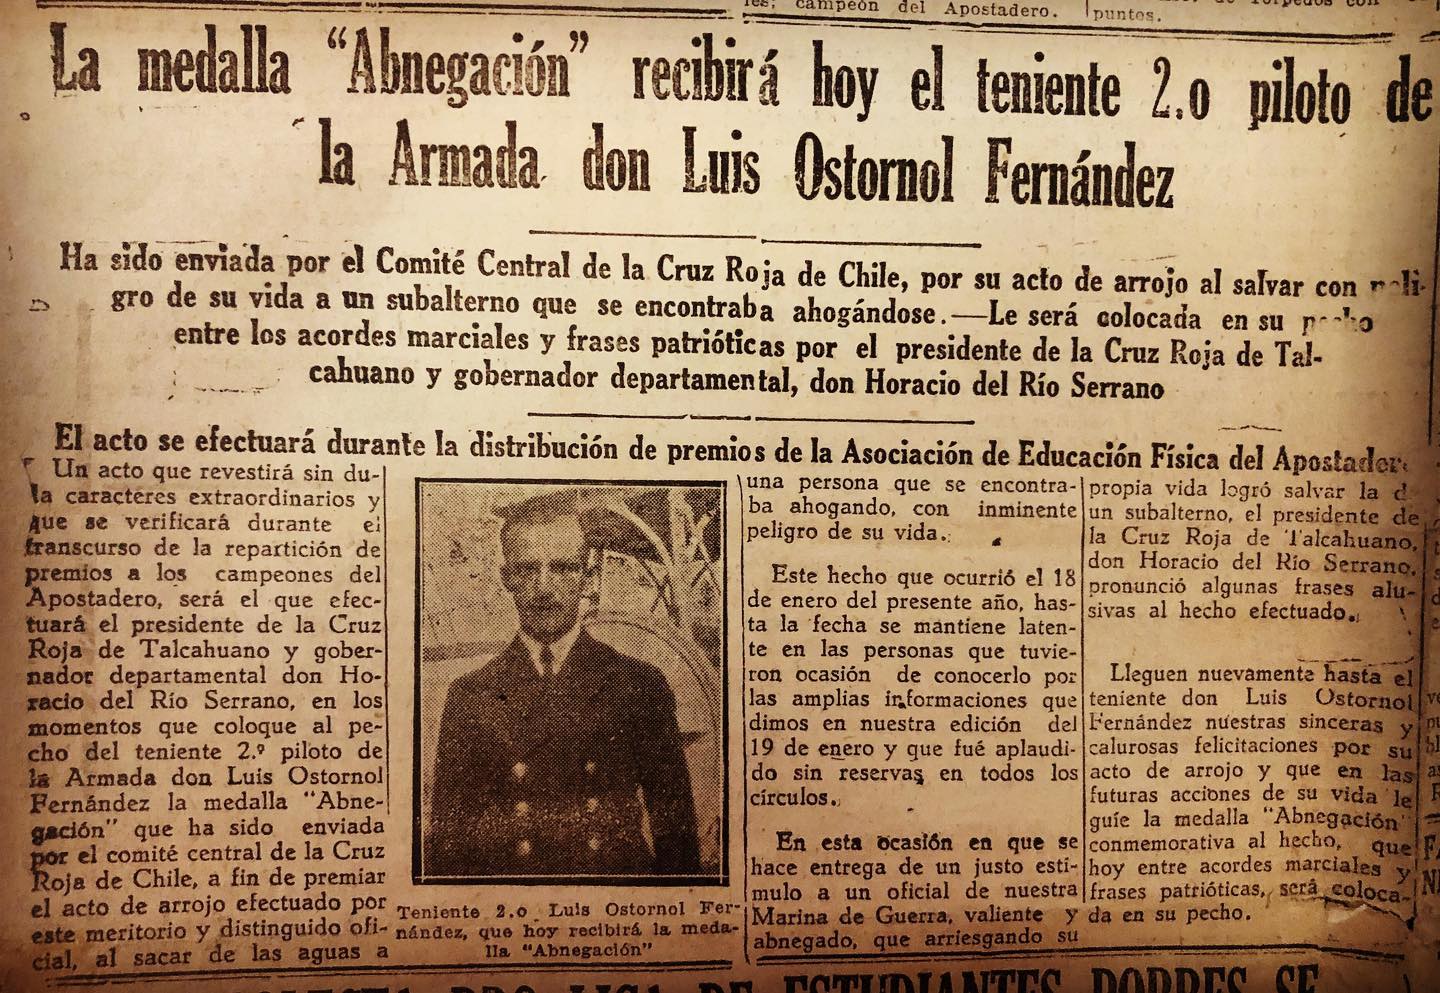 les; campeón del Apostadero.
puntos.
La medalla “Abnegación” recibirá hoy el teniente 2.o piloto de
la Armada don Luis Ostornol Fernández
Ha sido enviada por el Comité Central de la Cruz Roja de Chile, por su acto de arrojo al salvar con peli-
gro de su vida a un subalterno que se encontraba ahogándose.—Le será colocada en su pecho
entre los acordes marciales y frases patrióticas por el presidente de la Cruz Roja de Tal-
cahuano y gobernador departamental, don Horacio del Río Serrano
El acto se efectuará durante la distribución de premios de la Asociación de Educación Física del Apostadero
Un acto que revestirá sin du-
da caracteres extraordinarios y
que se verificará durante el
transcurso de la repartición de
premios a los campeones del
Apostadero, será el que efec-
tuará el presidente de la Cruz
Roja de Talcahuano y gober-
nador departamental don Ho-
racio del Río Serrano, en los
momentos que coloque al pe-
cho del teniente 2.º piloto de
la Armada don Luis Ostornol
Fernández la medalla "Abne-
gación" que ha sido enviada
por el comité central de la Cruz
Roja de Chile, a fin de premiar
el acto de arrojo efectuado por
este meritorio y distinguido ofi-
cial, al sacar de las aguas a
Teniente 2.o Luis Ostornol Fer-
nández, que hoy recibirá la meda-
lla “Abnegación”
una persona que se encontra-
ba ahogando, con inminente
peligro de su vida.
Este hecho que ocurrió el 18
de enero del presente año, has-
ta la fecha se mantiene laten-
te en las personas que tuvie-
ron ocasión de conocerlo por
las amplias informaciones que
dimos en nuestra edición del
19 de enero y que fué aplaudi-
do sin reservas en todos los
círculos.
En esta ocasión en que se
hace entrega de un justo estí-
mulo a un oficial de nuestra
Marina de Guerra, valiente y
abnegado, que arriesgando su
propia vida logró salvar la d
un subalterno, el presidente de
la Cruz Roja de Talcahuano,
don Horacio del Río Serrano,
pronunció algunas frases alu-
sivas al hecho efectuado.
Lleguen nuevamente hasta el
teniente don Luis Ostornol
Fernández nuestras sinceras y
calurosas felicitaciones por su
acto de arrojo y que en las
futuras acciones de su vida le
guíe la medalla "Abnegación"
conmemorativa al hecho, que
hoy entre acordes marciales y
frases patrióticas, será coloca-
da en su pecho.
PRO LIGA DE ESTUDIANTES POBRES SE